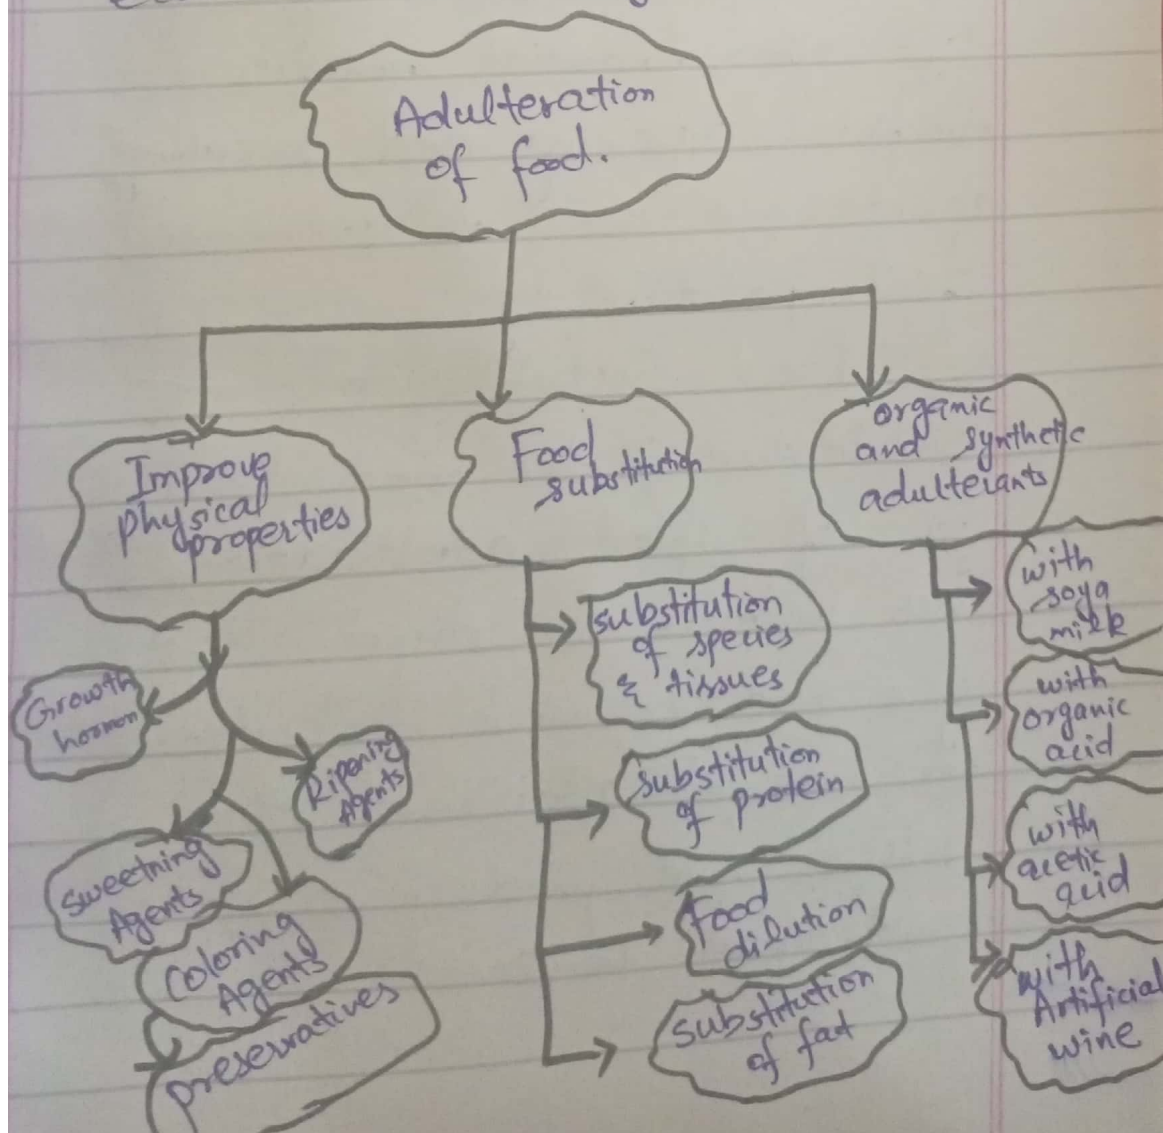 Adulteration
of food.
Improve
physical
properties
Growth
hormon
Ripening
Agents
Sweetning
Agents
Coloring
Agents
preservatives
Food
substitution
substitution
of species
& tissues
substitution
of protein
Food
dilution
substitution
of fat
organic
and synthetic
adulterants
with
soya
milk
with
organic
acid
with
acetic
acid
with
Artificial
wine